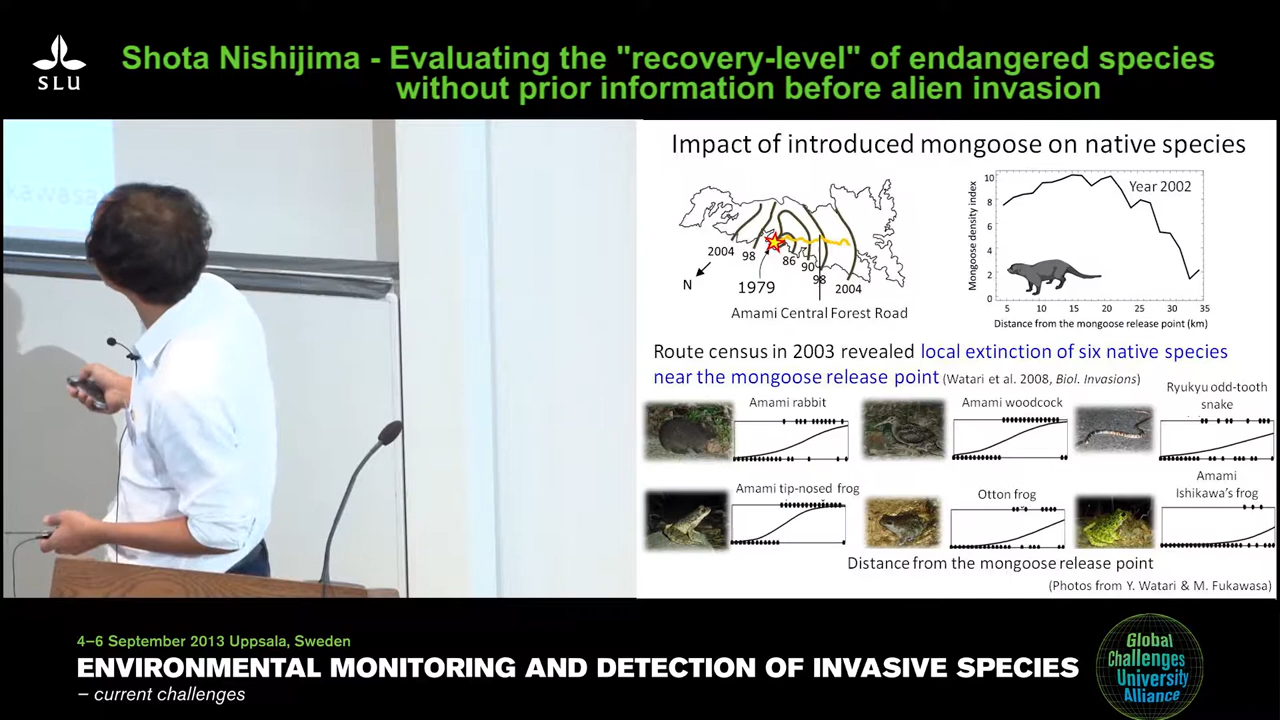 SLU
Shota Nishijima - Evaluating the "recovery-level" of endangered species
without prior information before alien invasion
Impact of introduced mongoose on native species
2004
98
86
90
98
2004
N
1979
Amami Central Forest Road
Mongoose density index
10
8
6
4
2
0
Year 2002
5 10 15 20 25 30 35
Distance from the mongoose release point (km)
Route census in 2003 revealed local extinction of six native species
near the mongoose release point (Watari et al. 2008, Biol. Invasions)
Amami rabbit
Amami woodcock
Ryukyu odd-tooth
snake
Amami tip-nosed frog
Otton frog
Amami
Ishikawa's frog
Distance from the mongoose release point
(Photos from Y. Watari & M. Fukawasa)
4–6 September 2013 Uppsala, Sweden
ENVIRONMENTAL MONITORING AND DETECTION OF INVASIVE SPECIES
– current challenges
Global
Challenges
University
Alliance